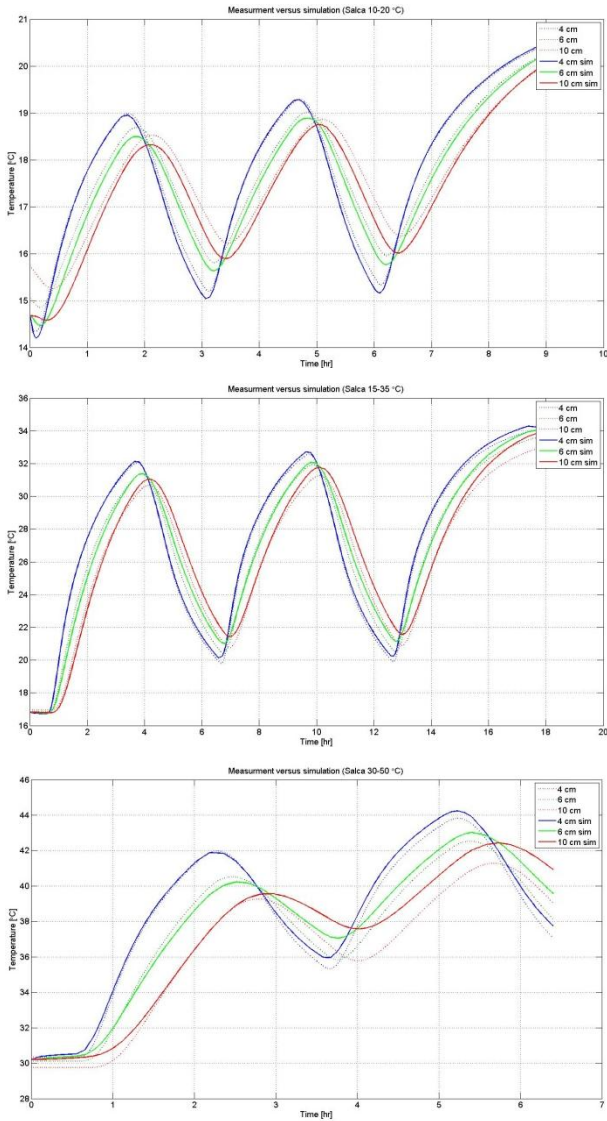 Measurment versus simulation (Salca 10-20 °C)
21
20
19
18
17
16
15
14
Temperature [°C]
4 cm
6 cm
10 cm
4 cm sim
6 cm sim
10 cm sim
0 1 2 3 4 5 6 7 8 9 10
Time [hr]
Measurment versus simulation (Salca 15-35 °C)
36
34
32
30
28
26
24
22
20
18
16
Temperature [°C]
4 cm
6 cm
10 cm
4 cm sim
6 cm sim
10 cm sim
0 2 4 6 8 10 12 14 16 18 20
Time [hr]
Measurment versus simulation (Salca 30-50 °C)
46
44
42
40
38
36
34
32
30
28
Temperature [°C]
4 cm
6 cm
10 cm
4 cm sim
6 cm sim
10 cm sim
0 1 2 3 4 5 6 7
Time [hr]